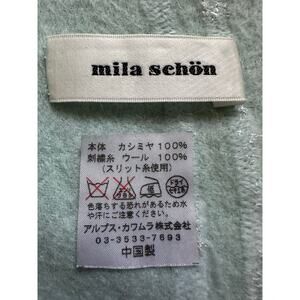 mila schön
本体 カシミヤ 100%
刺繍糸 ウール 100%
(スリット糸使用)
色落ちする恐れがあるため水
や汗にご注意ください。
アルプス・カワムラ株式会社
03-3533-7693
中国製